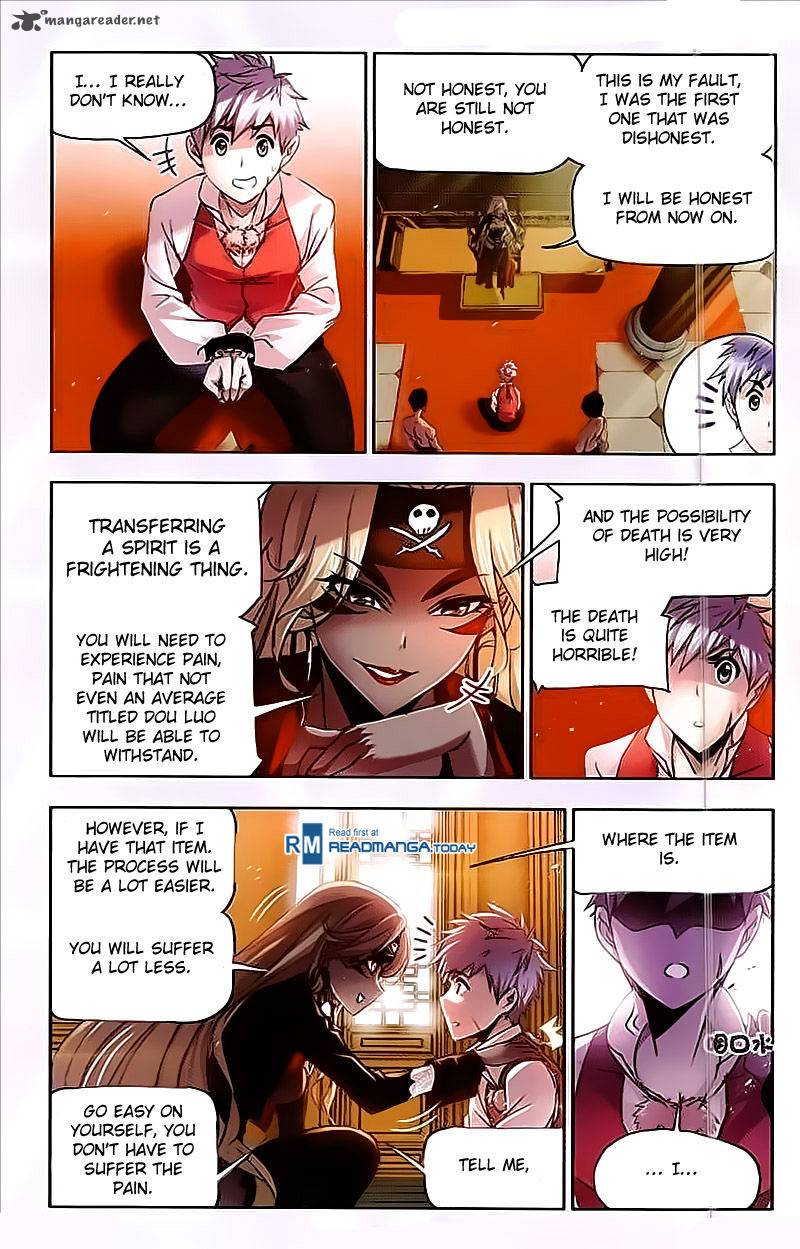 mangareader.net
I... I REALLY
DON'T KNOW...
NOT HONEST, YOU
ARE STILL NOT
HONEST.
THIS IS MY FAULT,
I WAS THE FIRST
ONE THAT WAS
DISHONEST.
I WILL BE HONEST
FROM NOW ON.
TRANSFERRING
A SPIRIT IS A
FRIGHTENING THING.
YOU WILL NEED TO
EXPERIENCE PAIN,
PAIN THAT NOT
EVEN AN AVERAGE
TITLED DOU LUO
WILL BE ABLE TO
WITHSTAND.
AND THE POSSIBILITY
OF DEATH IS VERY
HIGH!
THE DEATH
IS QUITE
HORRIBLE!
HOWEVER, IF I
HAVE THAT ITEM.
THE PROCESS WILL
BE A LOT EASIER.
YOU WILL SUFFER
A LOT LESS.
RM
Read first at
READMANGA.TODAY
GO EASY ON
YOURSELF, YOU
DON'T HAVE TO
SUFFER THE
PAIN.
TELL ME,
WHERE THE ITEM
IS.
... I...